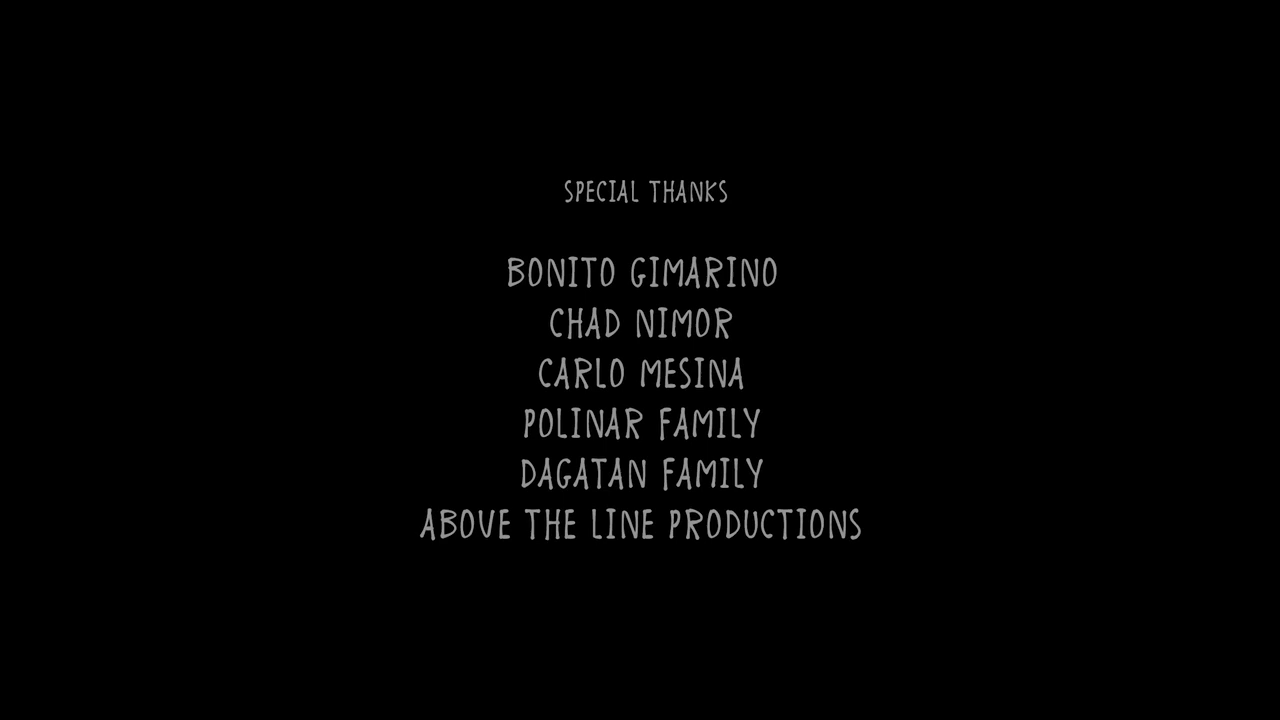 SPECIAL THANKS
BONITO GIMARINO
CHAD NIMOR
CARLO MESINA
POLINAR FAMILY
DAGATAN FAMILY
ABOVE THE LINE PRODUCTIONS